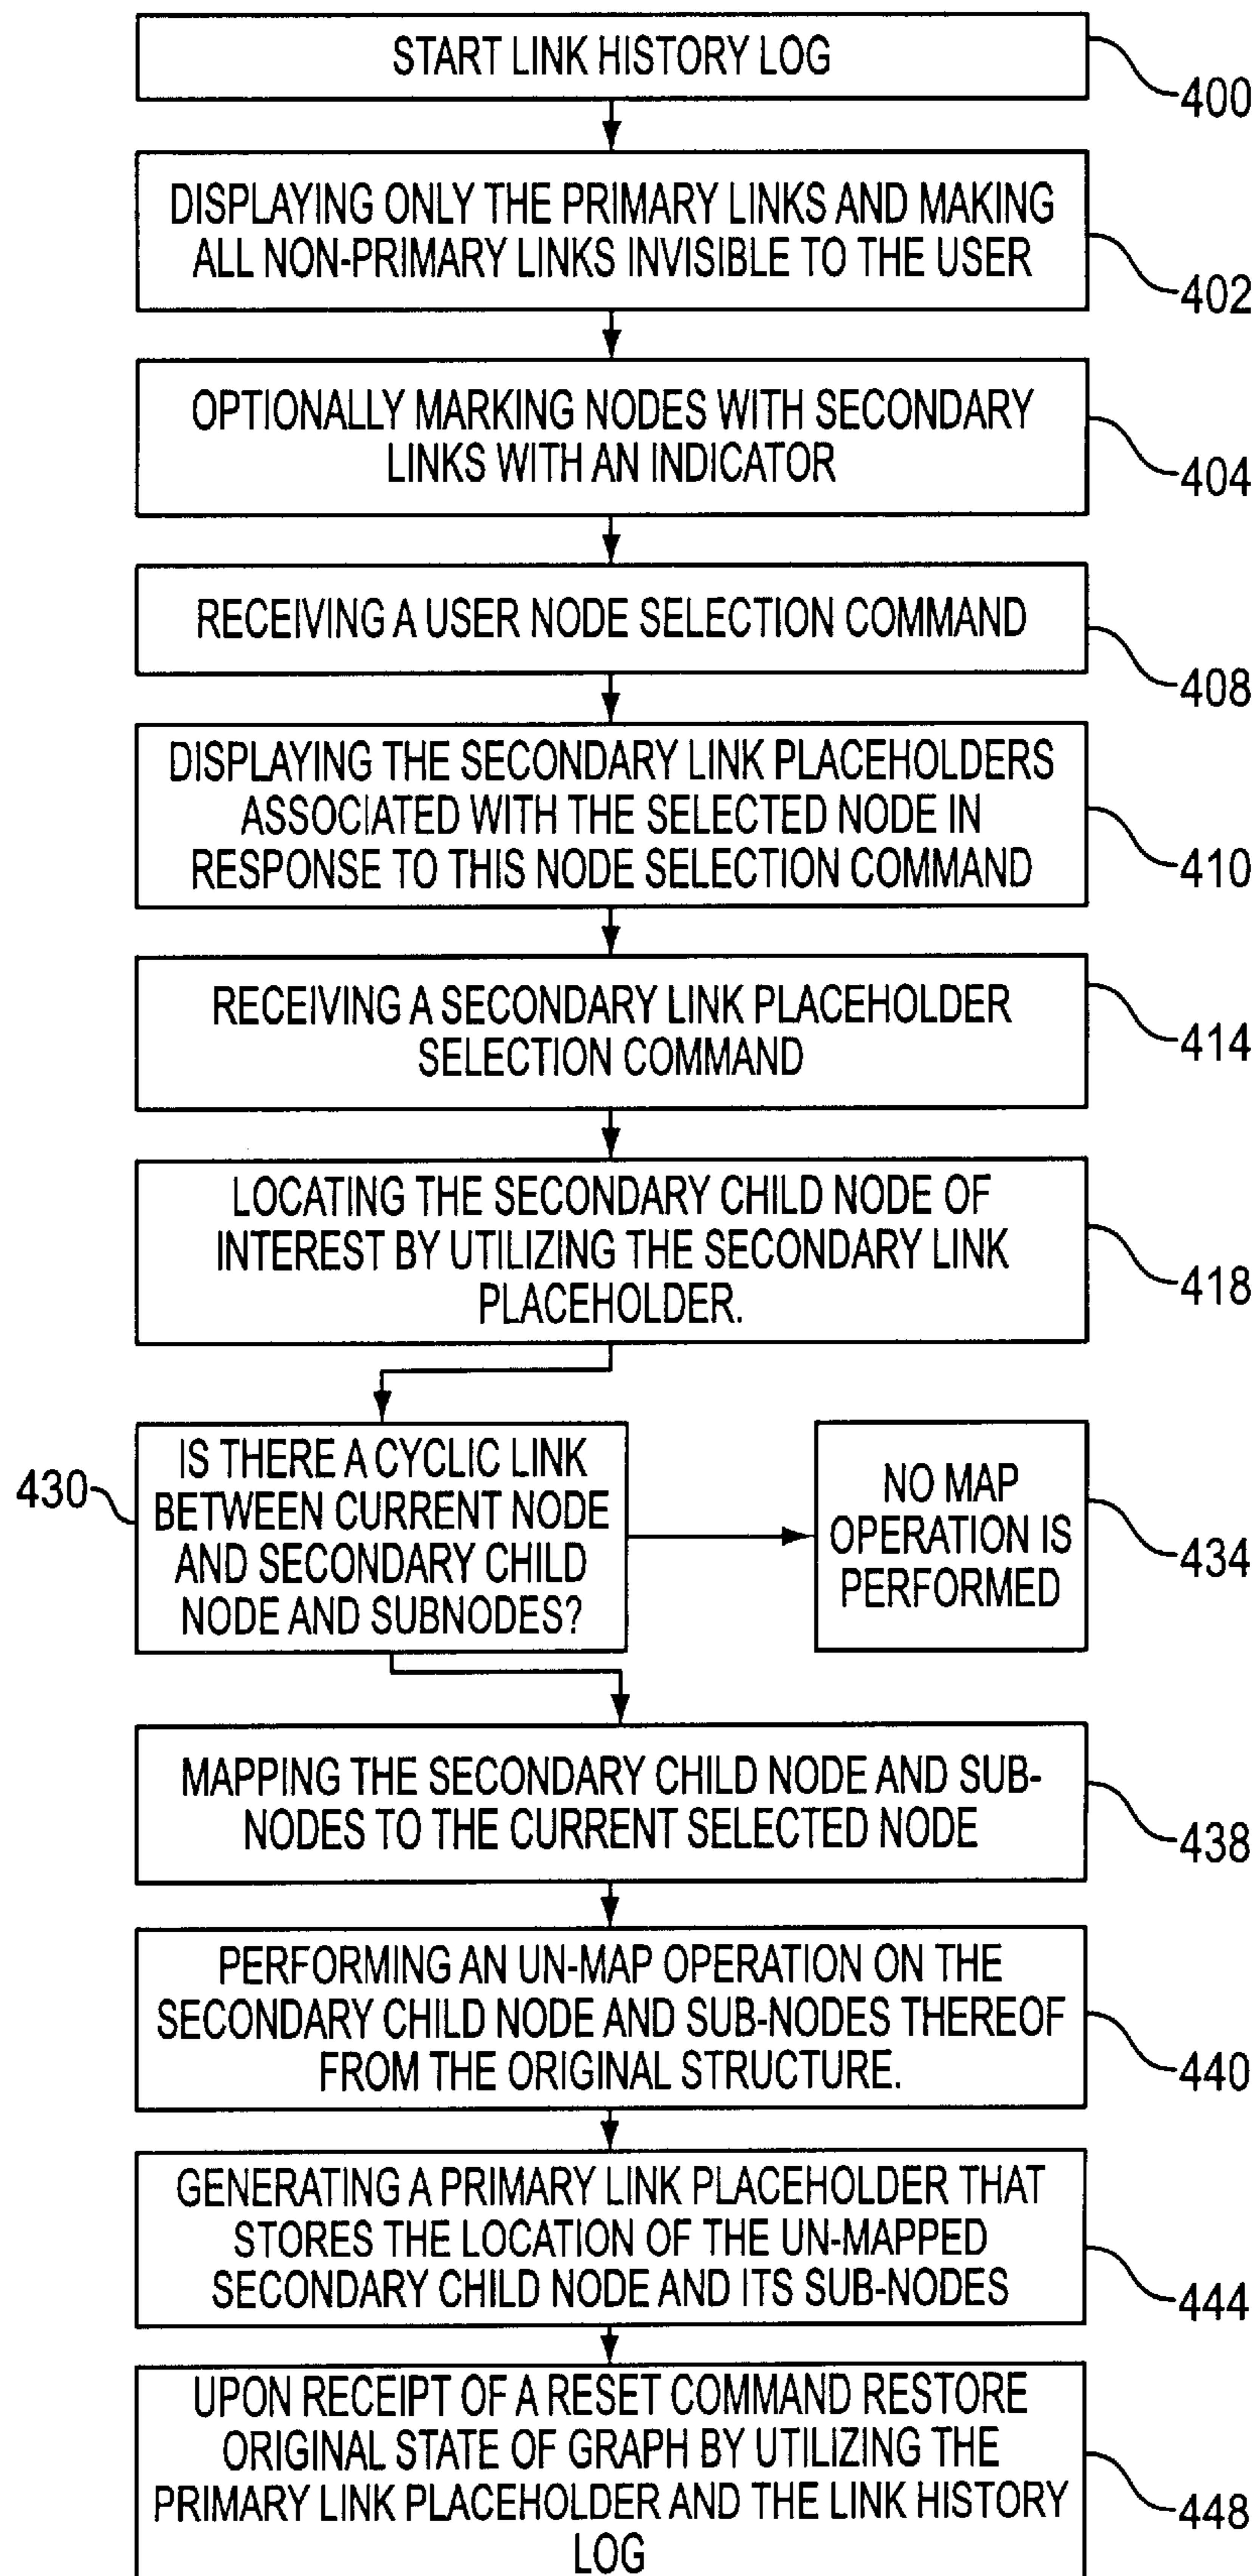 START LINK HISTORY LOG
400
DISPLAYING ONLY THE PRIMARY LINKS AND MAKING
ALL NON-PRIMARY LINKS INVISIBLE TO THE USER
402
OPTIONALLY MARKING NODES WITH SECONDARY
LINKS WITH AN INDICATOR
404
RECEIVING A USER NODE SELECTION COMMAND
408
DISPLAYING THE SECONDARY LINK PLACEHOLDERS
ASSOCIATED WITH THE SELECTED NODE IN
RESPONSE TO THIS NODE SELECTION COMMAND
410
RECEIVING A SECONDARY LINK PLACEHOLDER
SELECTION COMMAND
414
LOCATING THE SECONDARY CHILD NODE OF
INTEREST BY UTILIZING THE SECONDARY LINK
PLACEHOLDER.
418
430
IS THERE A CYCLIC LINK
BETWEEN CURRENT NODE
AND SECONDARY CHILD
NODE AND SUBNODES?
NO MAP
OPERATION IS
PERFORMED
434
MAPPING THE SECONDARY CHILD NODE AND SUB-
NODES TO THE CURRENT SELECTED NODE
438
PERFORMING AN UN-MAP OPERATION ON THE
SECONDARY CHILD NODE AND SUB-NODES THEREOF
FROM THE ORIGINAL STRUCTURE.
440
GENERATING A PRIMARY LINK PLACEHOLDER THAT
STORES THE LOCATION OF THE UN-MAPPED
SECONDARY CHILD NODE AND ITS SUB-NODES
444
UPON RECEIPT OF A RESET COMMAND RESTORE
ORIGINAL STATE OF GRAPH BY UTILIZING THE
PRIMARY LINK PLACEHOLDER AND THE LINK HISTORY
LOG
448